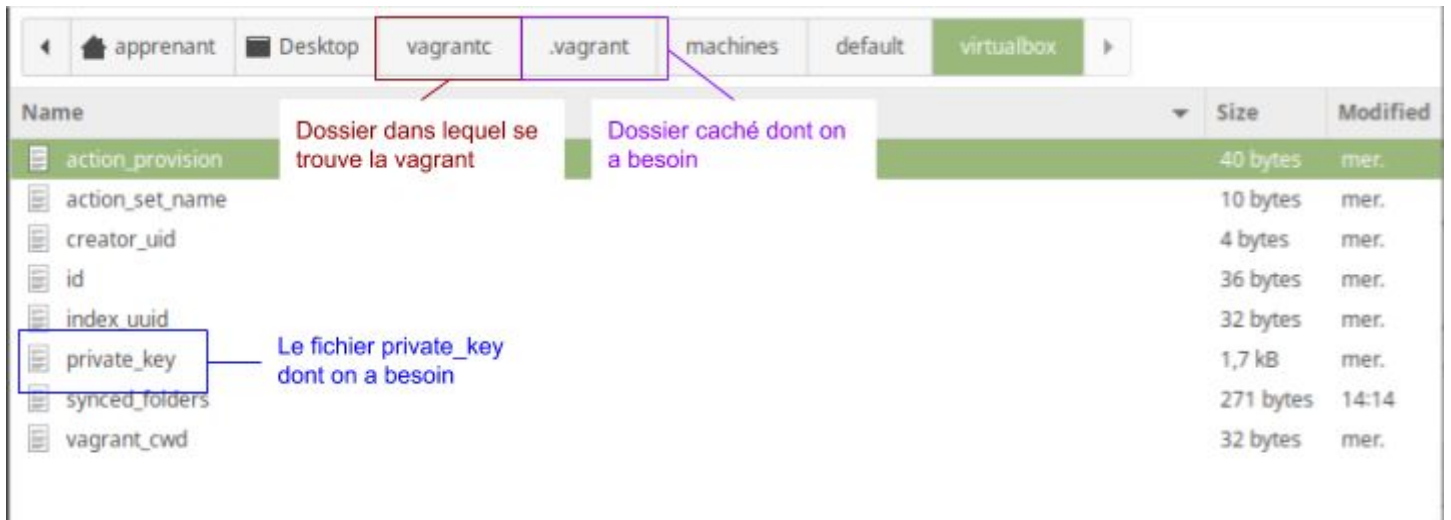 apprenant Desktop vagrantc .vagrant machines default virtualbox
Name Size Modified
Dossier dans lequel se
trouve la vagrant
Dossier caché dont on
a besoin
action_provision 40 bytes mer.
action_set_name 10 bytes mer.
creator_uid 4 bytes mer.
id 36 bytes mer.
index_uuid 32 bytes mer.
private_key 1,7 kB mer.
Le fichier private_key
dont on a besoin
synced_folders 271 bytes 14:14
vagrant_cwd 32 bytes mer.